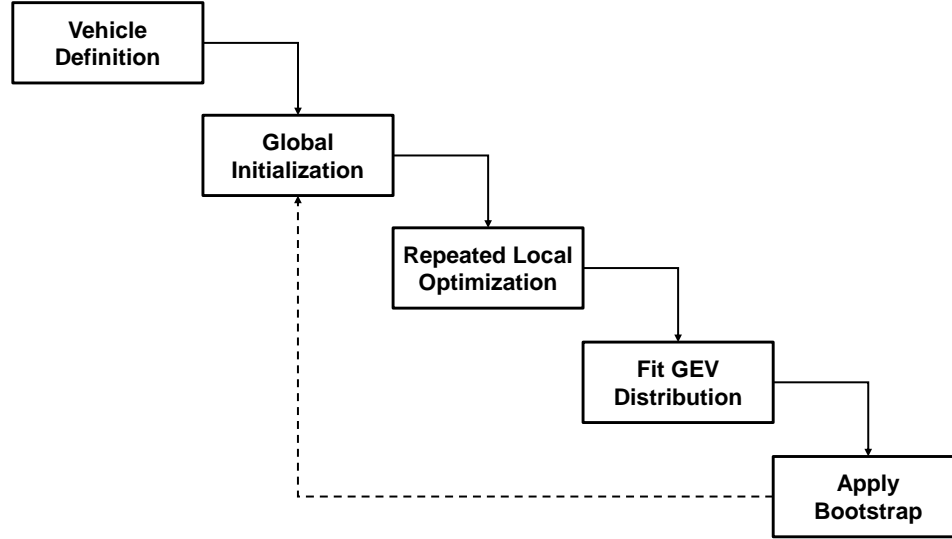 Vehicle
Definition
Global
Initialization
Repeated Local
Optimization
Fit GEV
Distribution
Apply
Bootstrap